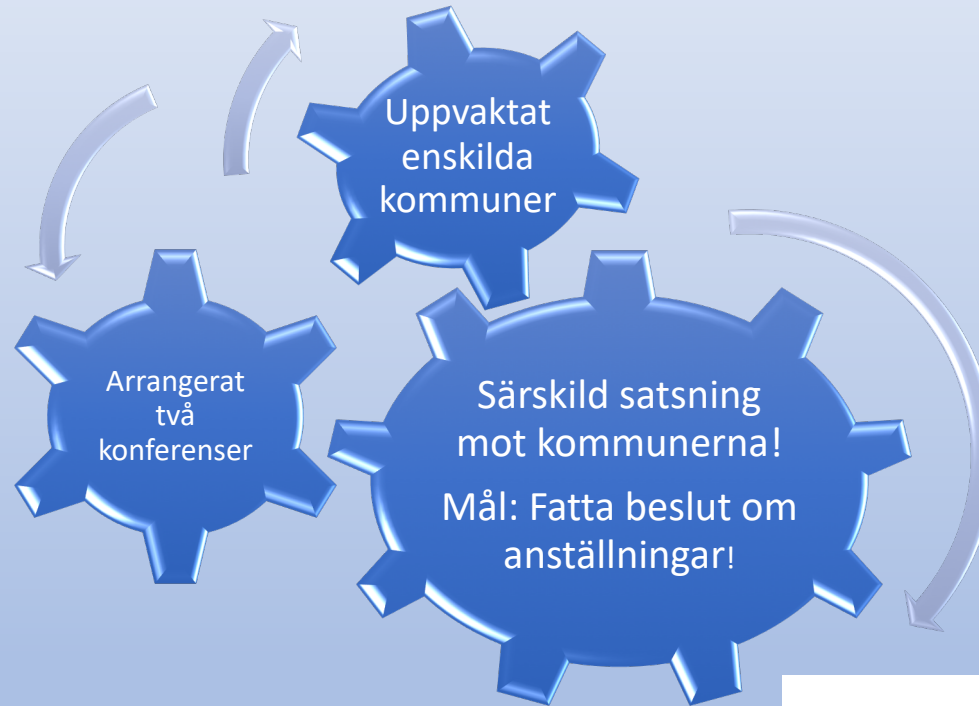 Uppvaktat
enskilda
kommuner
Arrangerat
två
konferenser
Särskild satsning
mot kommunerna!
Mål: Fatta beslut om
anställningar!